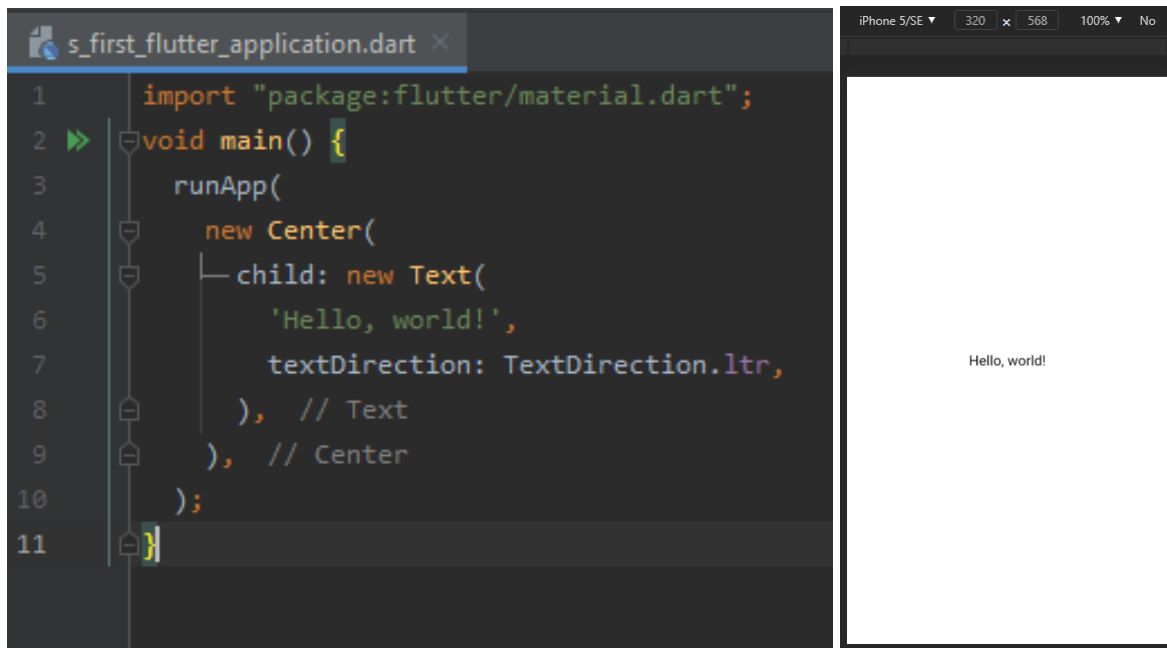 s_first_flutter_application.dart
1 import "package:flutter/material.dart";
2 void main() {
3 runApp(
4 new Center(
5 child: new Text(
6 'Hello, world!',
7 textDirection: TextDirection.ltr,
8 ), // Text
9 ), // Center
10 );
11 }
iPhone 5/SE ▼ 320 × 568 100% ▼ No
Hello, world!